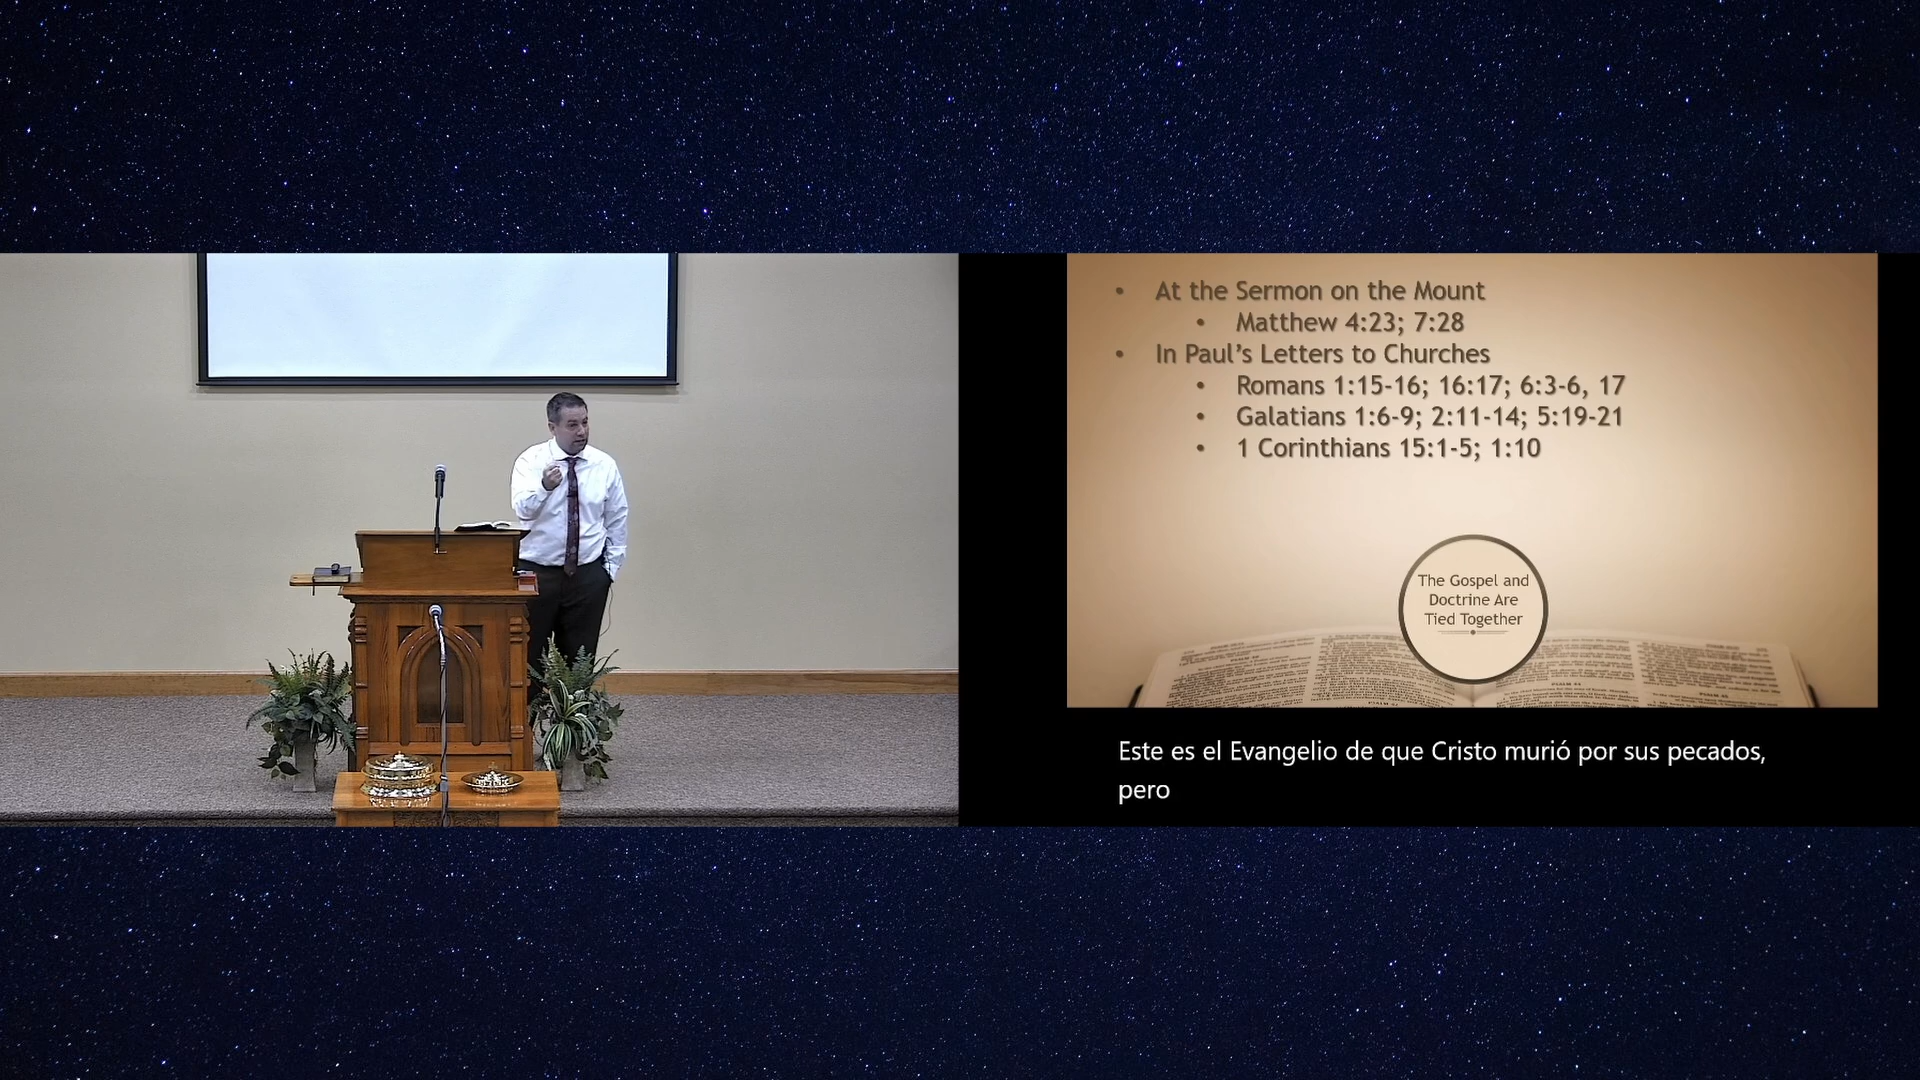 • At the Sermon on the Mount
• Matthew 4:23; 7:28
• In Paul’s Letters to Churches
• Romans 1:15-16; 16:17; 6:3-6, 17
• Galatians 1:6-9; 2:11-14; 5:19-21
• 1 Corinthians 15:1-5; 1:10
The Gospel and
Doctrine Are
Tied Together
Este es el Evangelio de que Cristo murió por sus pecados,
pero